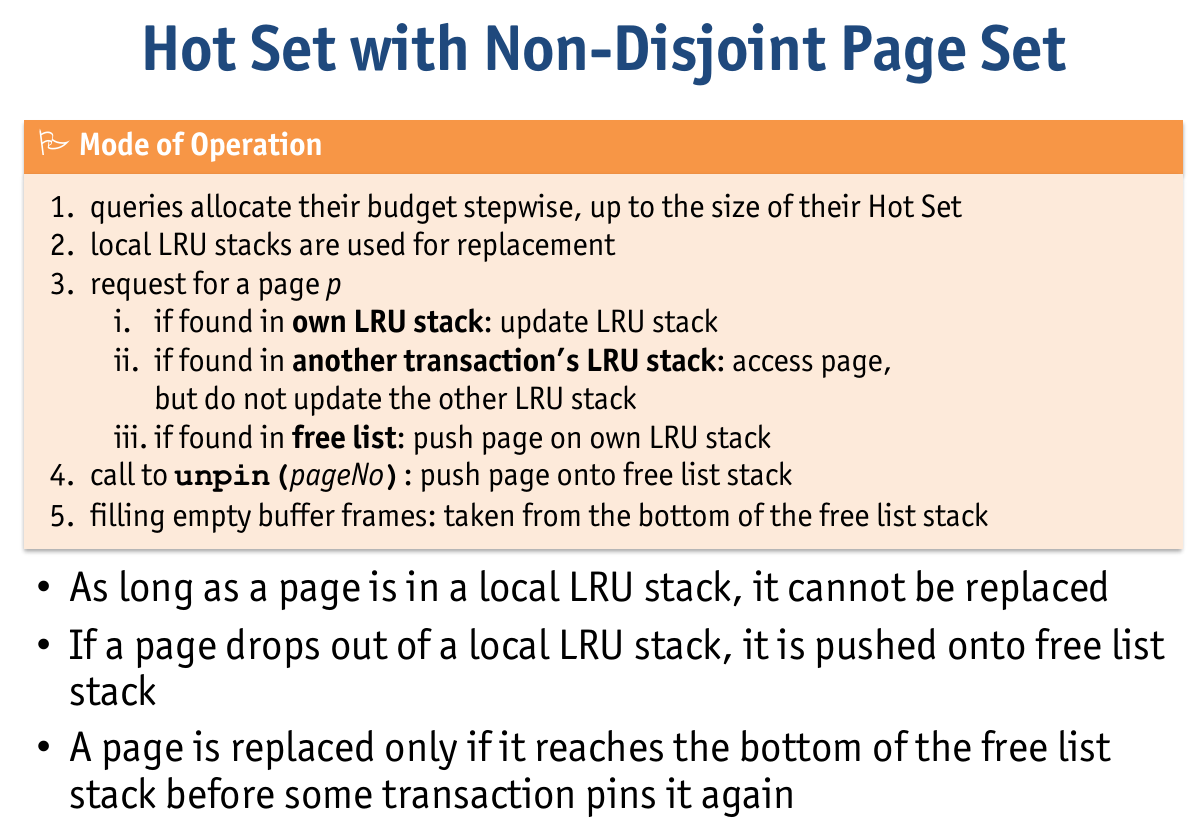 Hot Set with Non-Disjoint Page Set
Mode of Operation
1. queries allocate their budget stepwise, up to the size of their Hot Set
2. local LRU stacks are used for replacement
3. request for a page p
i. if found in own LRU stack: update LRU stack
ii. if found in another transaction’s LRU stack: access page,
but do not update the other LRU stack
iii. if found in free list: push page on own LRU stack
4. call to unpin(pageNo): push page onto free list stack
5. filling empty buffer frames: taken from the bottom of the free list stack
• As long as a page is in a local LRU stack, it cannot be replaced
• If a page drops out of a local LRU stack, it is pushed onto free list
stack
• A page is replaced only if it reaches the bottom of the free list
stack before some transaction pins it again